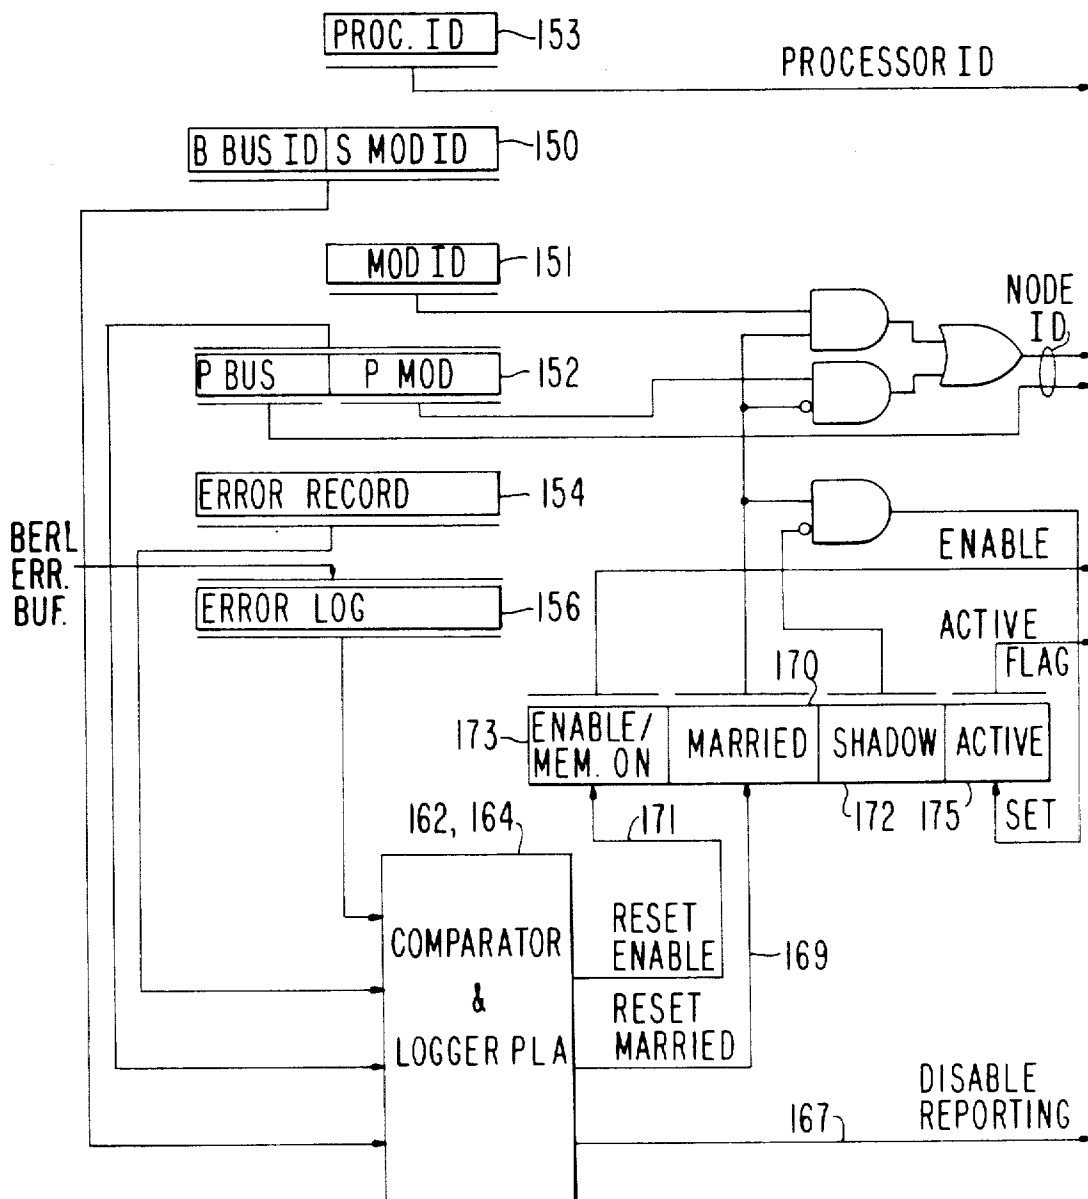 PROC. ID
153
PROCESSOR ID
B BUS ID
S MOD ID
150
MOD ID
151
NODE
ID
P BUS
P MOD
152
ERROR RECORD
154
BERL
ERR.
BUF.
ENABLE
ERROR LOG
156
ACTIVE
FLAG
170
173
ENABLE/
MEM. ON
MARRIED
SHADOW
ACTIVE
162, 164
171
172
175
SET
COMPARATOR
&
LOGGER PLA
RESET
ENABLE
169
RESET
MARRIED
DISABLE
REPORTING
167